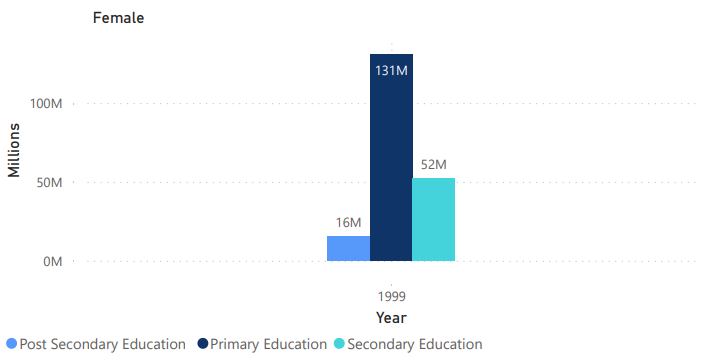 Female
Millions
100M
50M
0M
131M
52M
16M
1999
Year
Post Secondary Education Primary Education Secondary Education